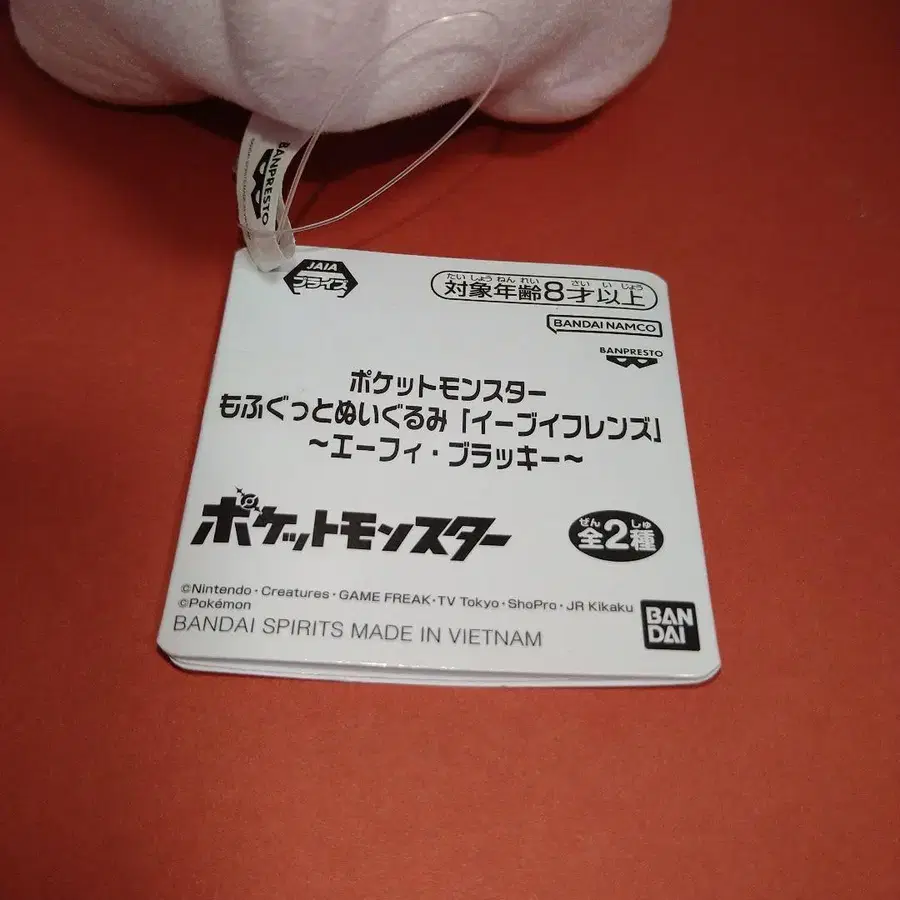 BANPRESTO
JAIA
プライズ
たいしょうねんれい さい い じょう
対象年齢8才以上
BANDAI NAMCO
BANPRESTO
ポケットモンスター
もふぐっとぬいぐるみ「イーブイフレンズ」
～エーフィ・ブラッキー～
ポケットモンスター
ぜん しゅ
全2種
©Nintendo・Creatures・GAME FREAK・TV Tokyo・ShoPro・JR Kikaku
©Pokémon
BANDAI SPIRITS MADE IN VIETNAM
BAN
DAI